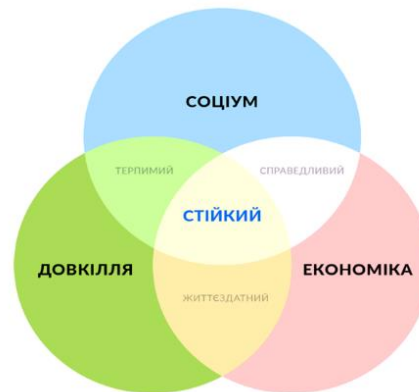 СОЦІУМ
ТЕРПИМИЙ
СПРАВЕДЛИВИЙ
СТІЙКИЙ
ДОВКІЛЛЯ
ЕКОНОМІКА
ЖИТТЄЗДАТНИЙ